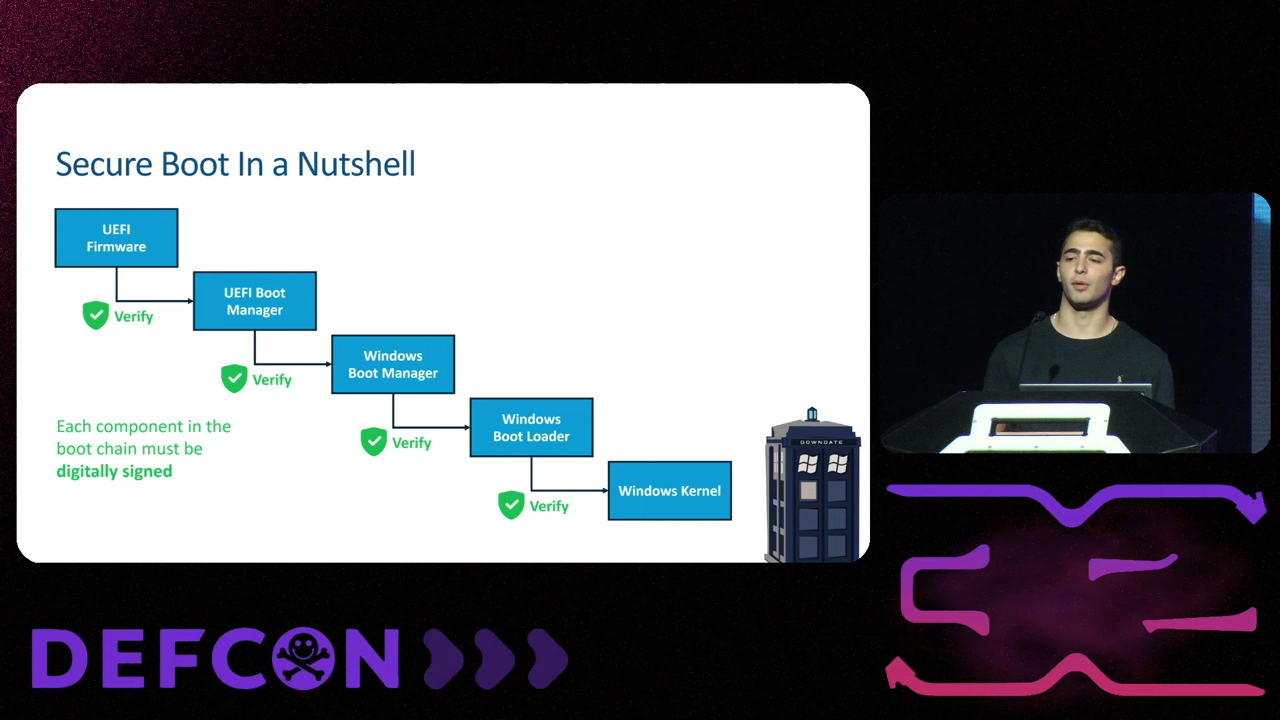 Secure Boot In a Nutshell
UEFI
Firmware
Verify
UEFI Boot
Manager
Verify
Windows
Boot Manager
Verify
Windows
Boot Loader
Verify
Windows Kernel
Each component in the
boot chain must be
digitally signed
DOWNDATE
DEFCON